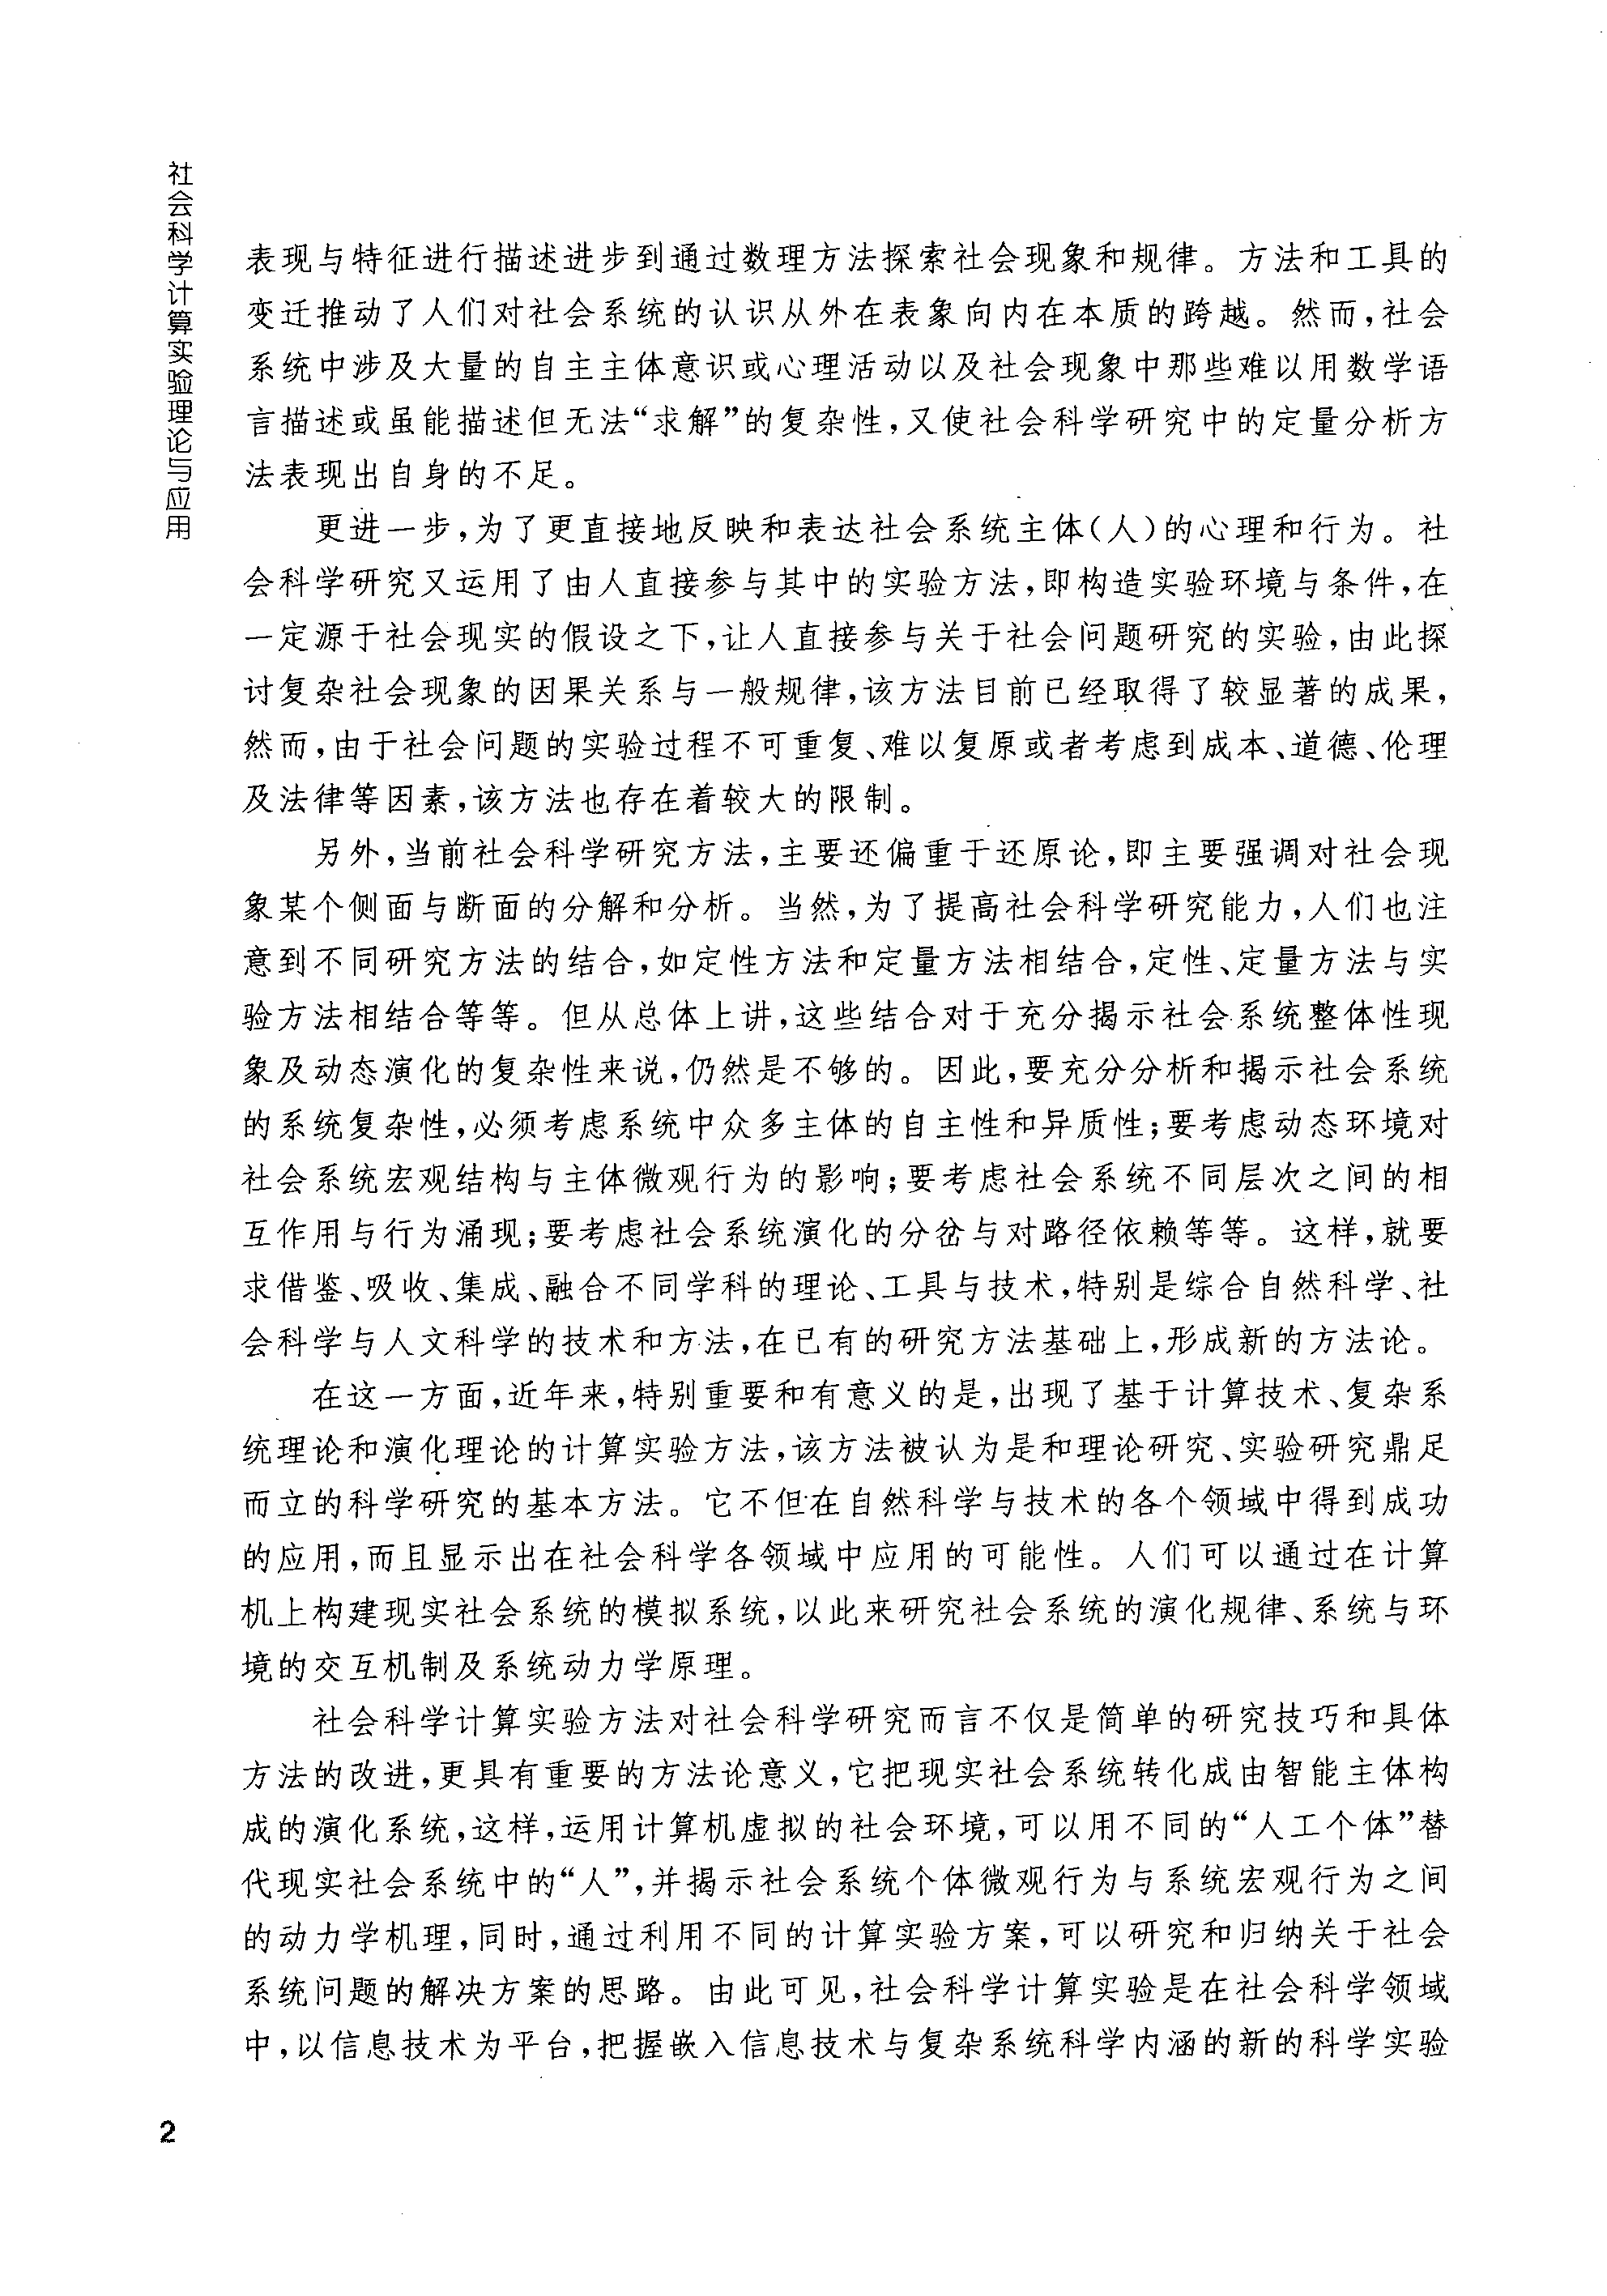 社会科学计算实验理论与应用
表现与特征进行描述进步到通过数理方法探索社会现象和规律。方法和工具的
变迁推动了人们对社会系统的认识从外在表象向内在本质的跨越。然而,社会
系统中涉及大量的自主主体意识或心理活动以及社会现象中那些难以用数学语
言描述或虽能描述但无法“求解”的复杂性,又使社会科学研究中的定量分析方
法表现出自身的不足。
更进一步,为了更直接地反映和表达社会系统主体(人)的心理和行为。社
会科学研究又运用了由人直接参与其中的实验方法,即构造实验环境与条件,在
一定源于社会现实的假设之下,让人直接参与关于社会问题研究的实验,由此探
讨复杂社会现象的因果关系与一般规律,该方法目前已经取得了较显著的成果,
然而,由于社会问题的实验过程不可重复、难以复原或者考虑到成本、道德、伦理
及法律等因素,该方法也存在着较大的限制。
另外,当前社会科学研究方法,主要还偏重于还原论,即主要强调对社会现
象某个侧面与断面的分解和分析。当然,为了提高社会科学研究能力,人们也注
意到不同研究方法的结合,如定性方法和定量方法相结合,定性、定量方法与实
验方法相结合等等。但从总体上讲,这些结合对于充分揭示社会系统整体性现
象及动态演化的复杂性来说,仍然是不够的。因此,要充分分析和揭示社会系统
的系统复杂性,必须考虑系统中众多主体的自主性和异质性;要考虑动态环境对
社会系统宏观结构与主体微观行为的影响;要考虑社会系统不同层次之间的相
互作用与行为涌现;要考虑社会系统演化的分岔与对路径依赖等等。这样,就要
求借鉴、吸收、集成、融合不同学科的理论、工具与技术,特别是综合自然科学、社
会科学与人文科学的技术和方法,在已有的研究方法基础上,形成新的方法论。
在这一方面,近年来,特别重要和有意义的是,出现了基于计算技术、复杂系
统理论和演化理论的计算实验方法,该方法被认为是和理论研究、实验研究鼎足
而立的科学研究的基本方法。它不但在自然科学与技术的各个领域中得到成功
的应用,而且显示出在社会科学各领域中应用的可能性。人们可以通过在计算
机上构建现实社会系统的模拟系统,以此来研究社会系统的演化规律、系统与环
境的交互机制及系统动力学原理。
社会科学计算实验方法对社会科学研究而言不仅是简单的研究技巧和具体
方法的改进,更具有重要的方法论意义,它把现实社会系统转化成由智能主体构
成的演化系统,这样,运用计算机虚拟的社会环境,可以用不同的“人工个体”替
代现实社会系统中的“人”,并揭示社会系统个体微观行为与系统宏观行为之间
的动力学机理,同时,通过利用不同的计算实验方案,可以研究和归纳关于社会
系统问题的解决方案的思路。由此可见,社会科学计算实验是在社会科学领域
中,以信息技术为平台,把握嵌入信息技术与复杂系统科学内涵的新的科学实验
2